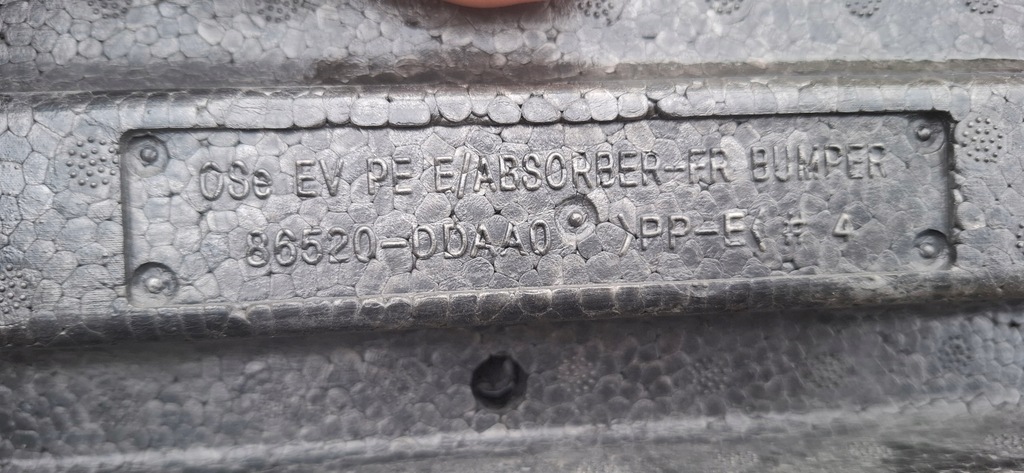 OSe EV PE E/ABSORBER-FR BUMPER
86520-DDAA0 >PP-E< # 4